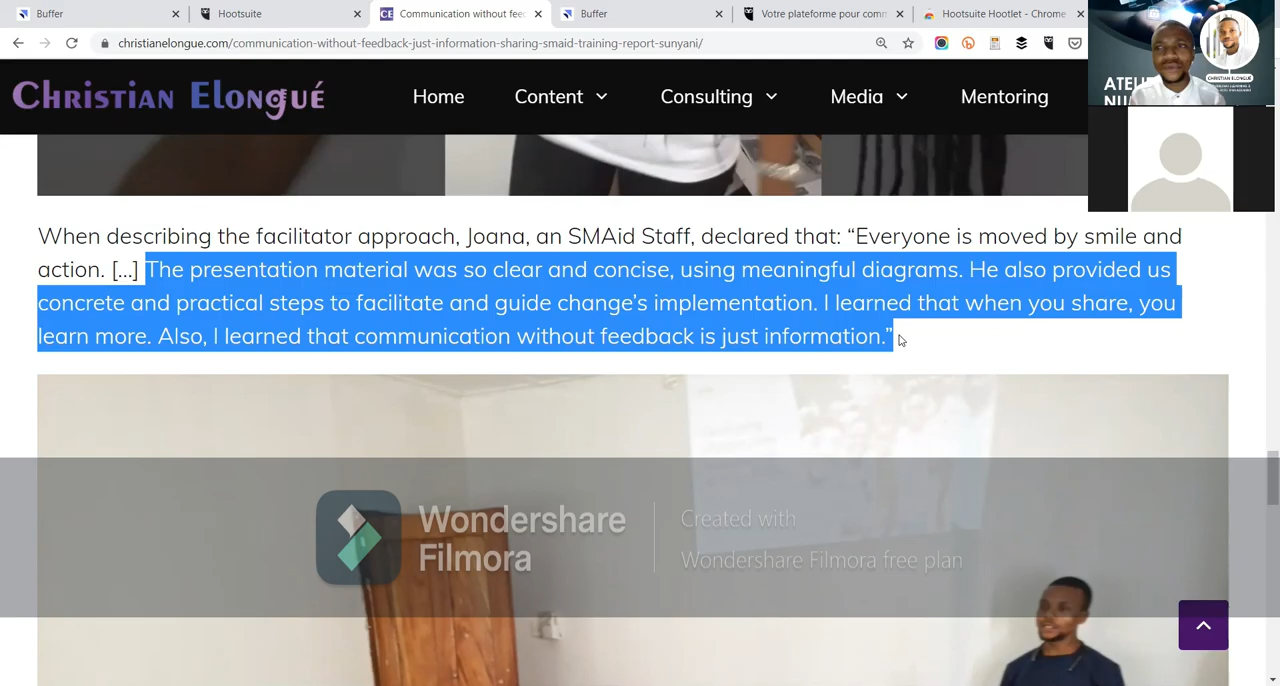 Buffer
Hootsuite
Communication without feed
Buffer
Votre plateforme pour comm
Hootsuite Hootlet - Chrome
christianelongue.com/communication-without-feedback-just-information-sharing-smaid-training-report-sunyani/
Christian Elongué
Home
Content
Consulting
Media
Mentoring
ATELI
NU
CHRISTIAN ELONGUÉ
When describing the facilitator approach, Joana, an SMAid Staff, declared that: “Everyone is moved by smile and
action. [...] The presentation material was so clear and concise, using meaningful diagrams. He also provided us
concrete and practical steps to facilitate and guide change’s implementation. I learned that when you share, you
learn more. Also, I learned that communication without feedback is just information.”
Wondershare
Filmora
Created with
Wondershare Filmora free plan